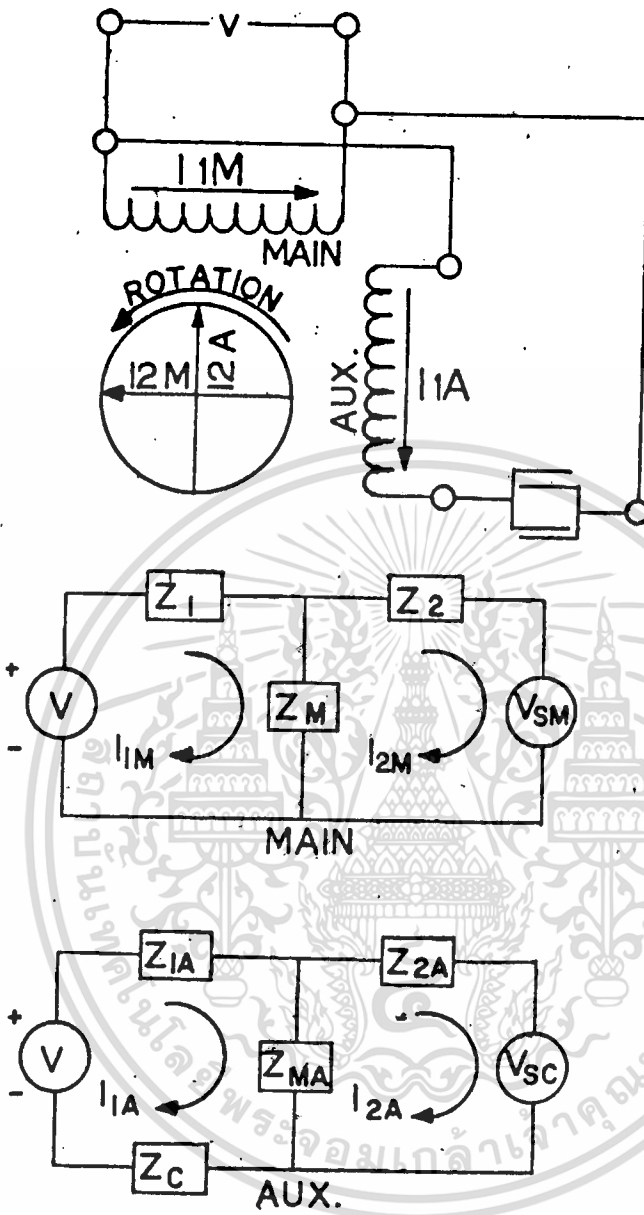 V
I1M
MAIN
ROTATION
I2M
I2A
AUX.
I1A
Z1
Z2
+
V
-
ZM
VSM
I1M
I2M
MAIN
Z1A
Z2A
+
V
-
ZMA
VSC
I1A
I2A
ZC
AUX.